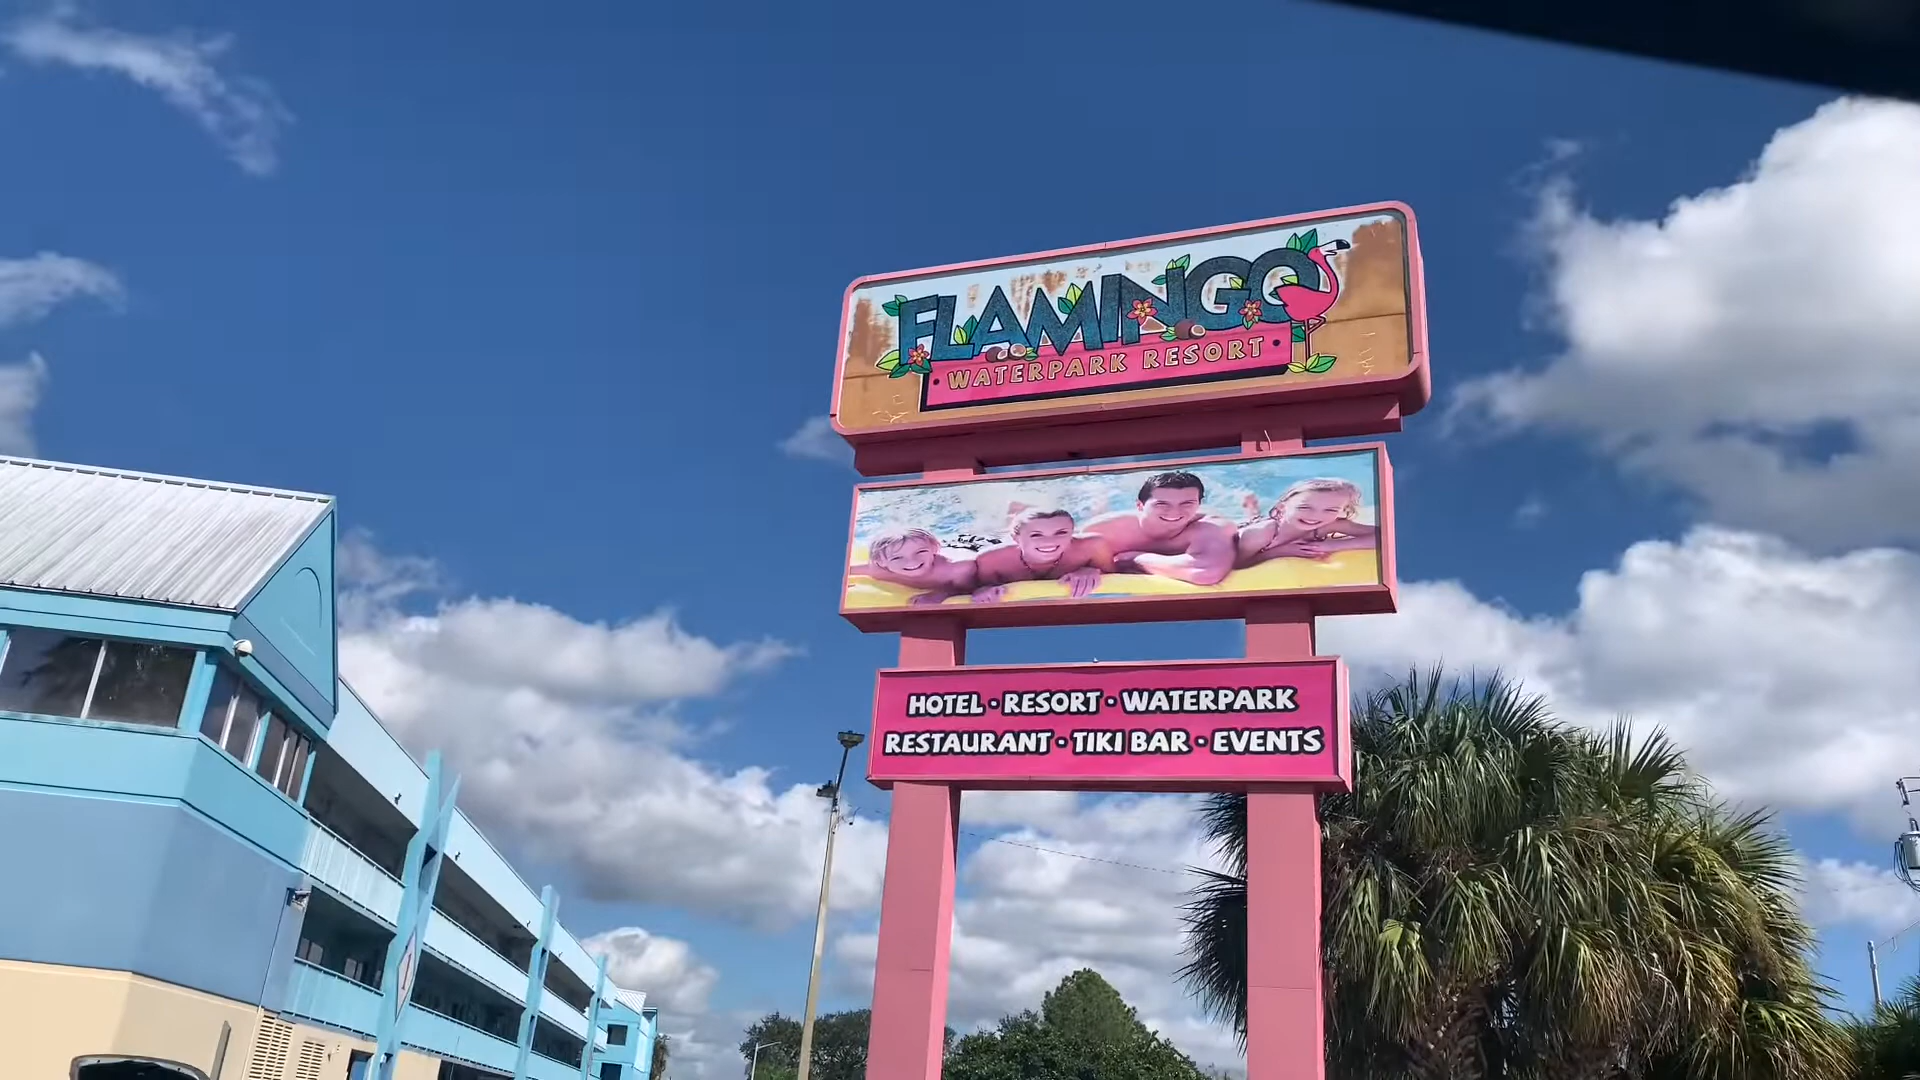 FLAMINGO
• WATERPARK RESORT •
HOTEL • RESORT • WATERPARK
RESTAURANT • TIKI BAR • EVENTS